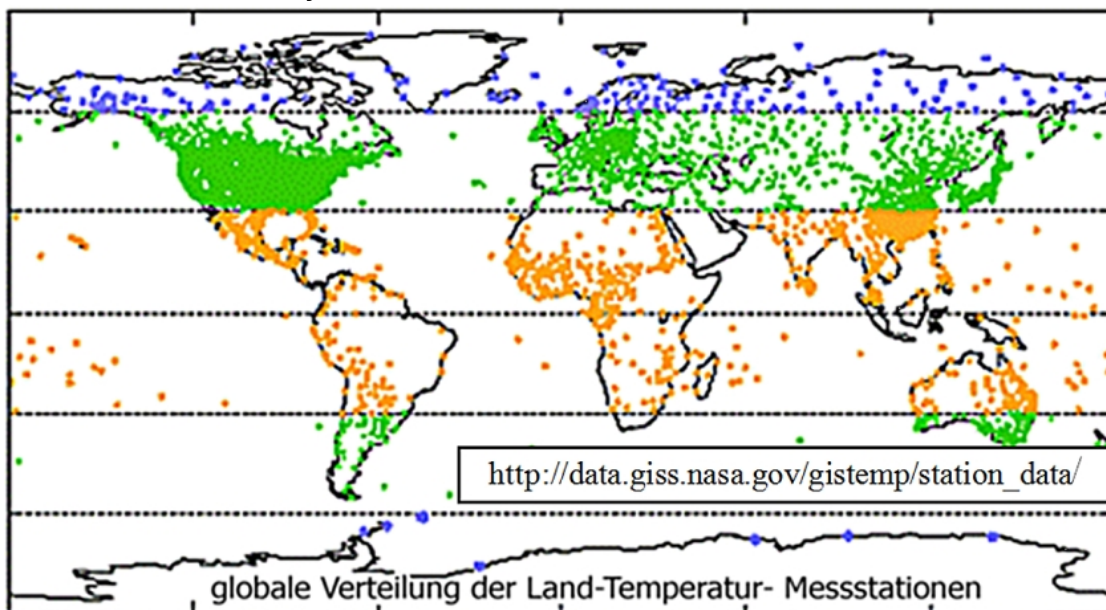 http://data.giss.nasa.gov/gistemp/station_data/
globale Verteilung der Land-Temperatur- Messstationen